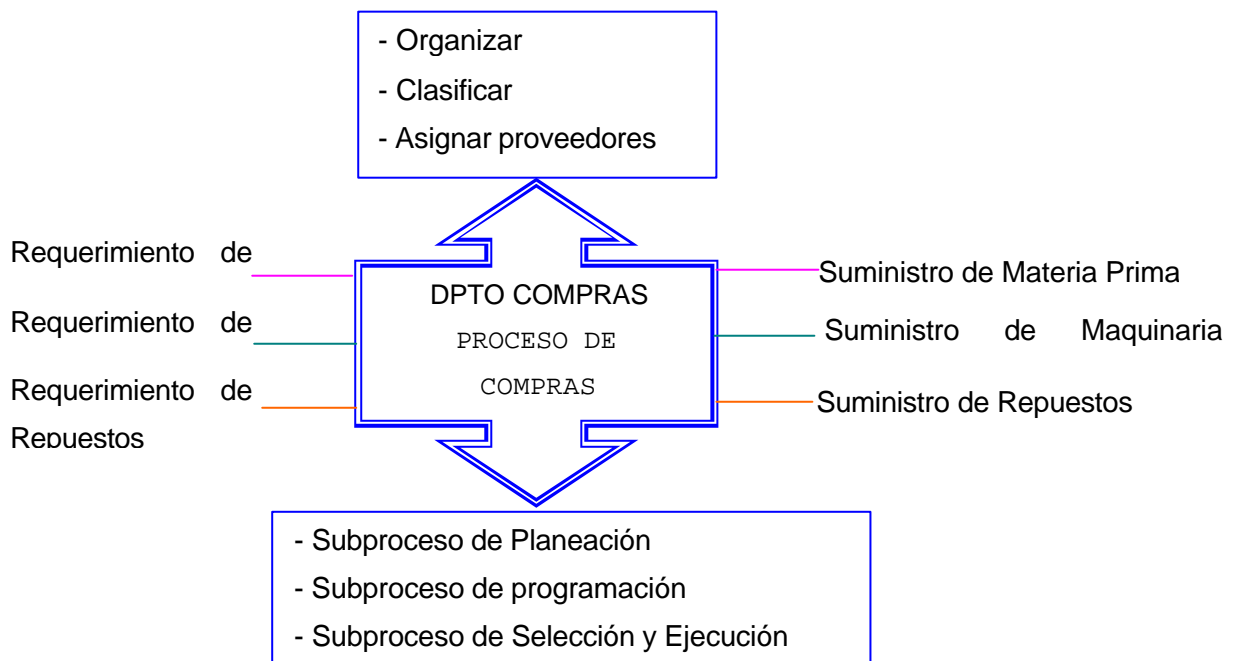 - Organizar
- Clasificar
- Asignar proveedores
Requerimiento de
Requerimiento de
Requerimiento de
Repuestos
DPTO COMPRAS
PROCESO DE
COMPRAS
Suministro de Materia Prima
Suministro de Maquinaria
Suministro de Repuestos
- Subproceso de Planeación
- Subproceso de programación
- Subproceso de Selección y Ejecución